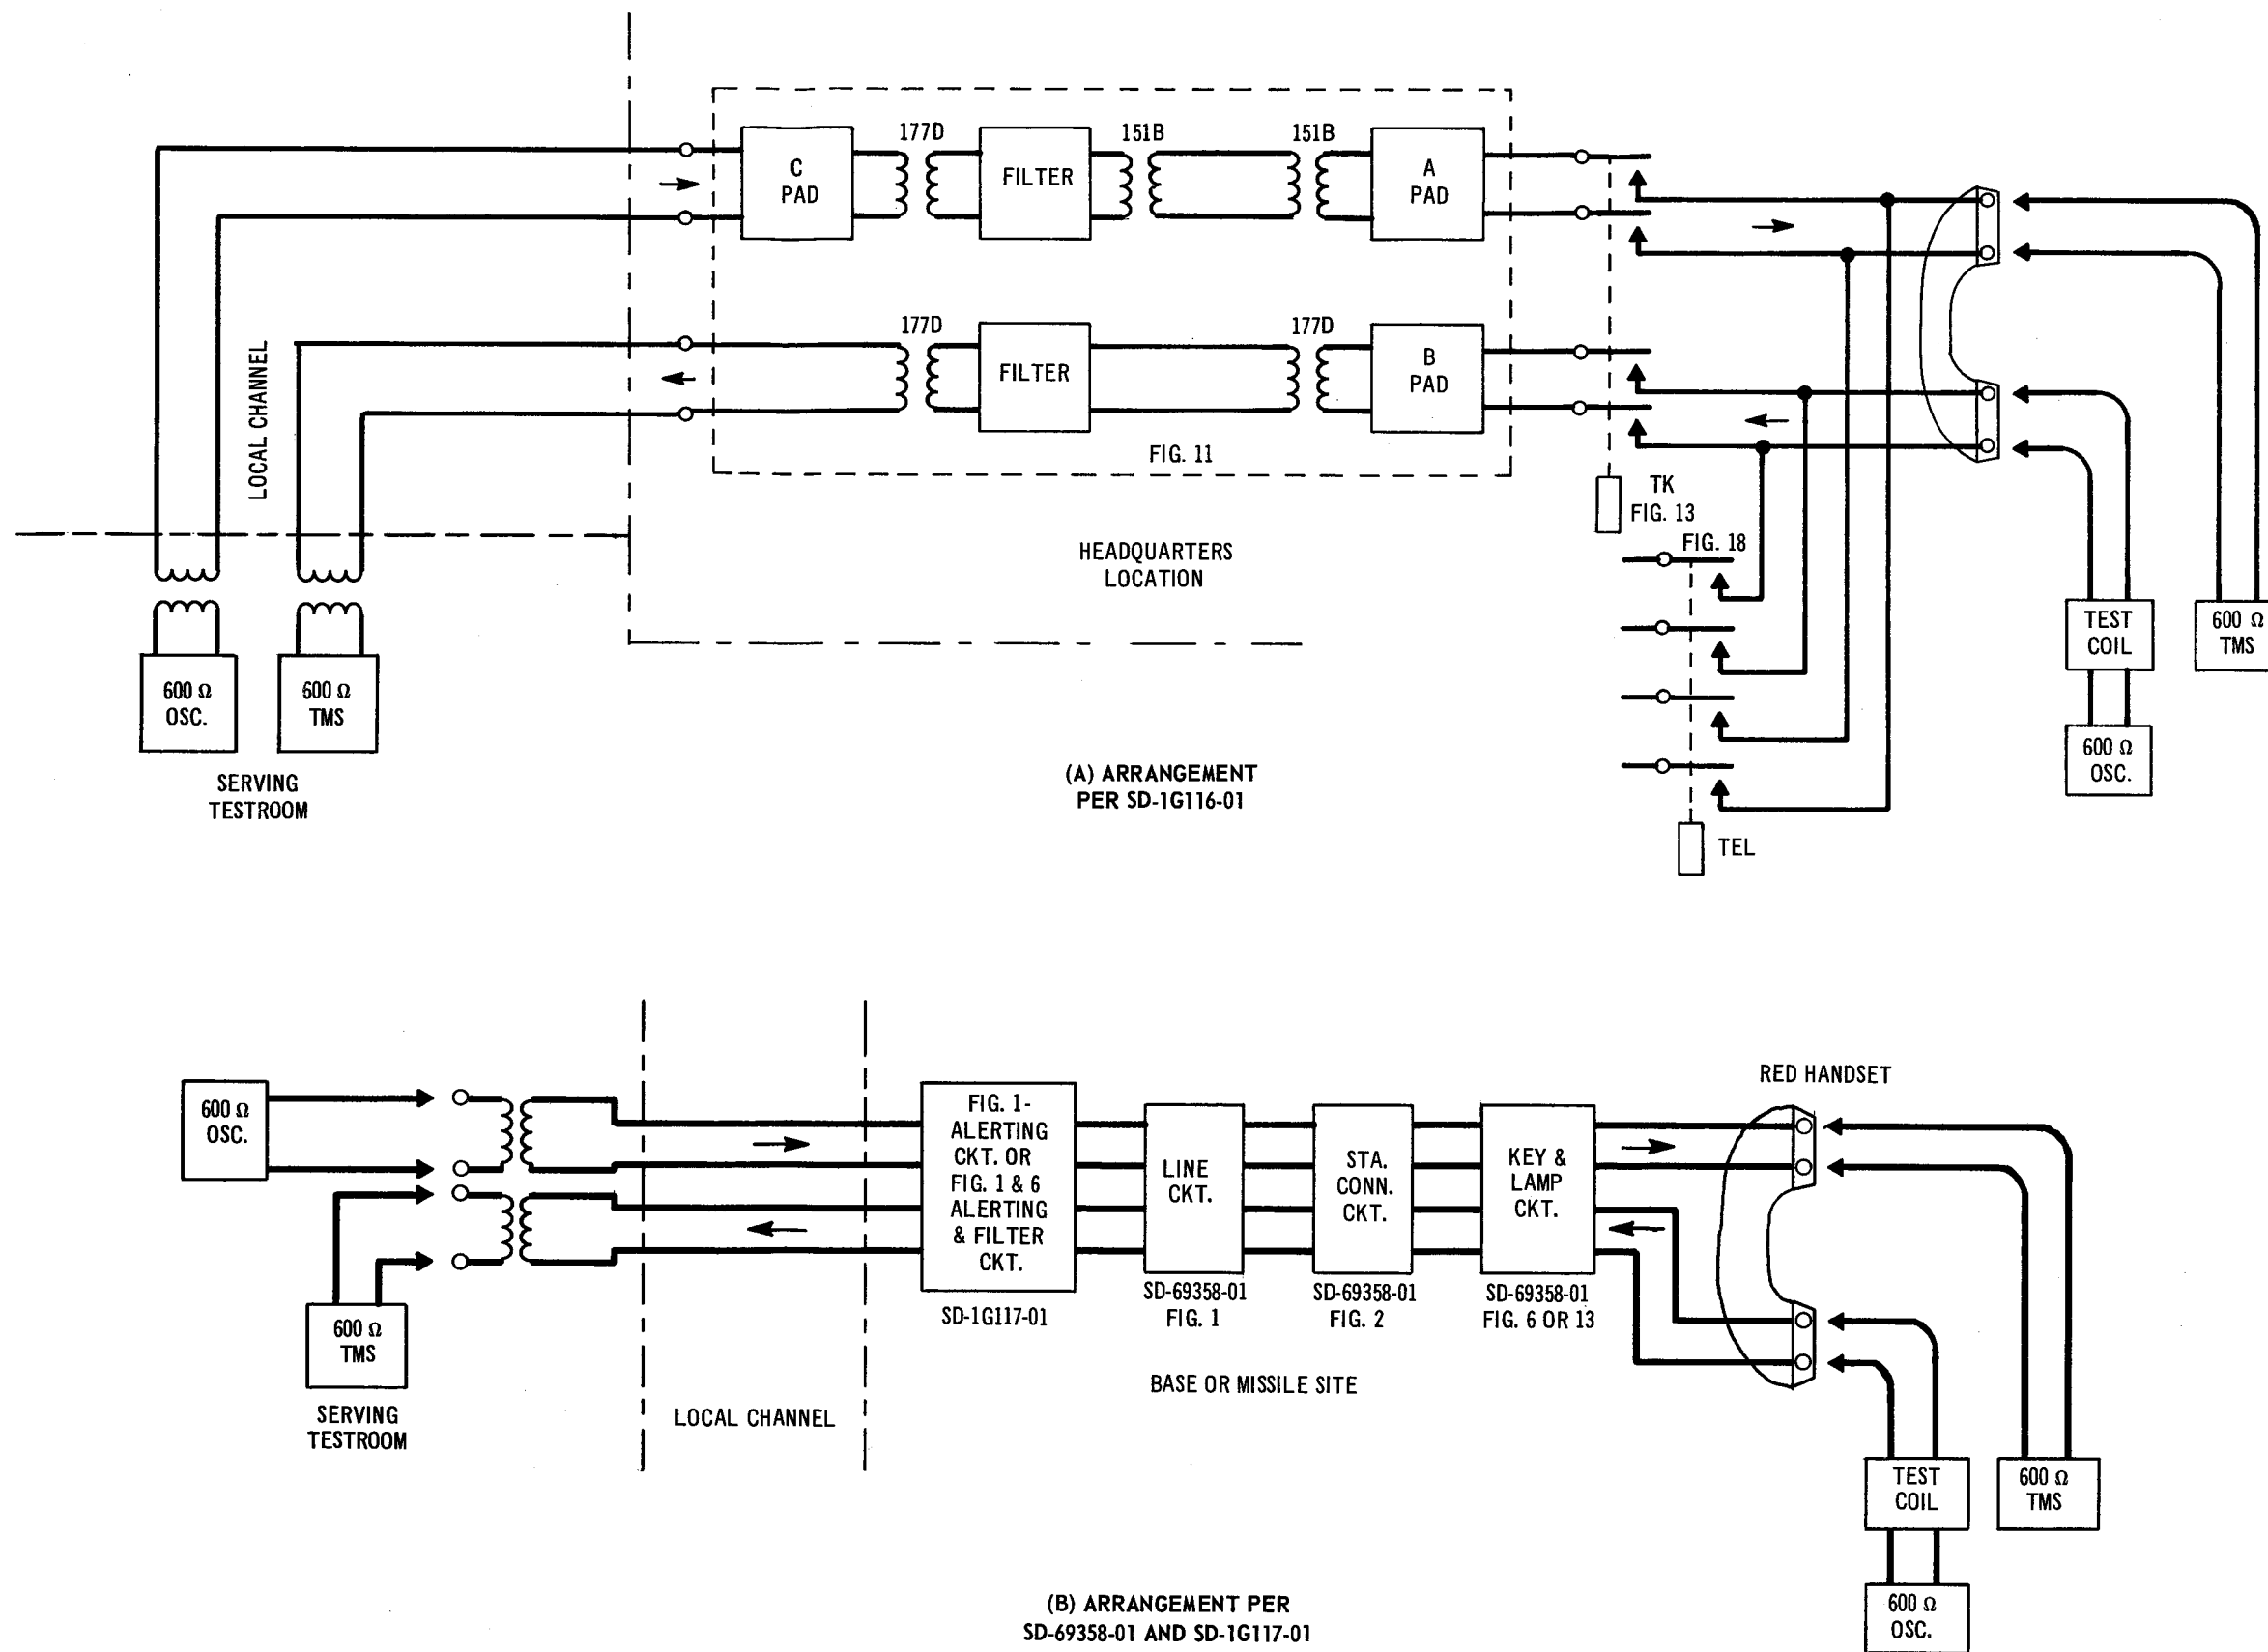 177D
151B
151B
C
PAD
FILTER
A
PAD
LOCAL CHANNEL
177D
177D
FILTER
B
PAD
FIG. 11
TK
FIG. 13
FIG. 18
HEADQUARTERS
LOCATION
TEST
COIL
600 Ω
TMS
600 Ω
OSC.
600 Ω
TMS
600 Ω
OSC.
SERVING
TESTROOM
(A) ARRANGEMENT
PER SD-1G116-01
TEL
RED HANDSET
600 Ω
OSC.
FIG. 1-
ALERTING
CKT. OR
FIG. 1 & 6
ALERTING
& FILTER
CKT.
LINE
CKT.
STA.
CONN.
CKT.
KEY &
LAMP
CKT.
SD-1G117-01
SD-69358-01
FIG. 1
SD-69358-01
FIG. 2
SD-69358-01
FIG. 6 OR 13
600 Ω
TMS
SERVING
TESTROOM
LOCAL CHANNEL
BASE OR MISSILE SITE
TEST
COIL
600 Ω
TMS
600 Ω
OSC.
(B) ARRANGEMENT PER
SD-69358-01 AND SD-1G117-01